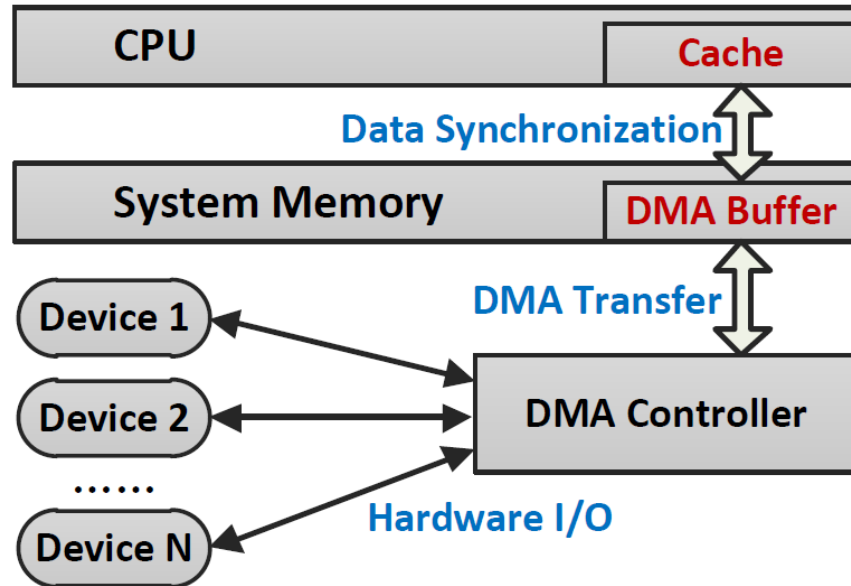 CPU
Cache
Data Synchronization
System Memory
DMA Buffer
DMA Transfer
Device 1
Device 2
DMA Controller
......
Hardware I/O
Device N